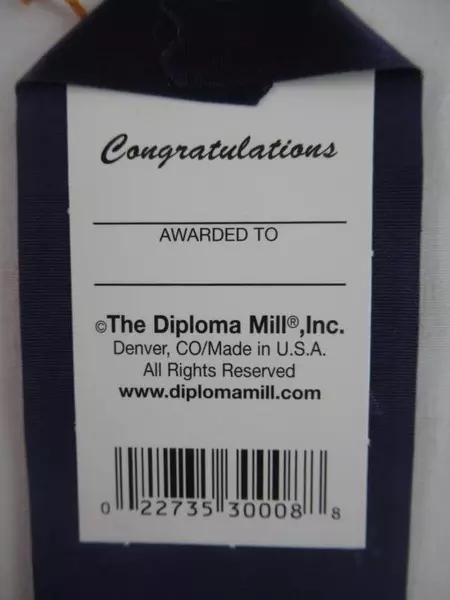 Congratulations
AWARDED TO
©The Diploma Mill®,Inc.
Denver, CO/Made in U.S.A.
All Rights Reserved
www.diplomamill.com
0 22735 30008 8